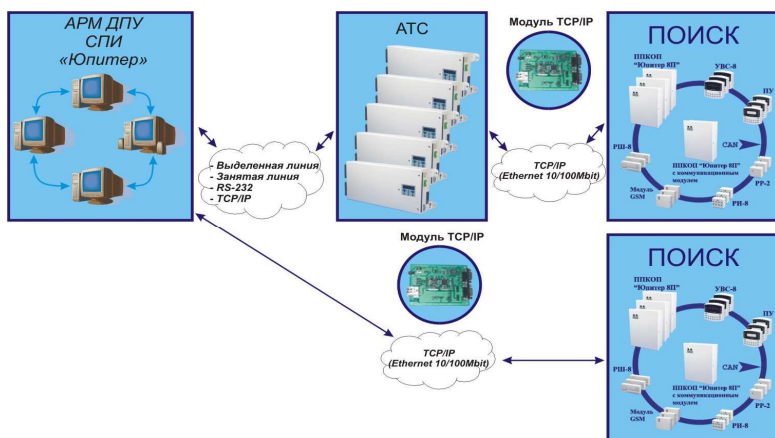 АРМ ДПУ
СПИ
«Юпитер»
- Выделенная линия
- Занятая линия
- RS-232
- TCP/IP
АТС
Модуль TCP/IP
TCP/IP
(Ethernet 10/100Mbit)
ПОИСК
ППКОП
"Юпитер 8П"
УВС-8
ПУ
CAN
ППКОП "Юпитер 8П"
с коммуникационным
модулем
РШ-8
РР-2
Модуль
GSM
РИ-8
Модуль TCP/IP
TCP/IP
(Ethernet 10/100Mbit)
ПОИСК
ППКОП
"Юпитер 8П"
УВС-8
ПУ
CAN
ППКОП "Юпитер 8П"
с коммуникационным
модулем
РШ-8
РР-2
Модуль
GSM
РИ-8